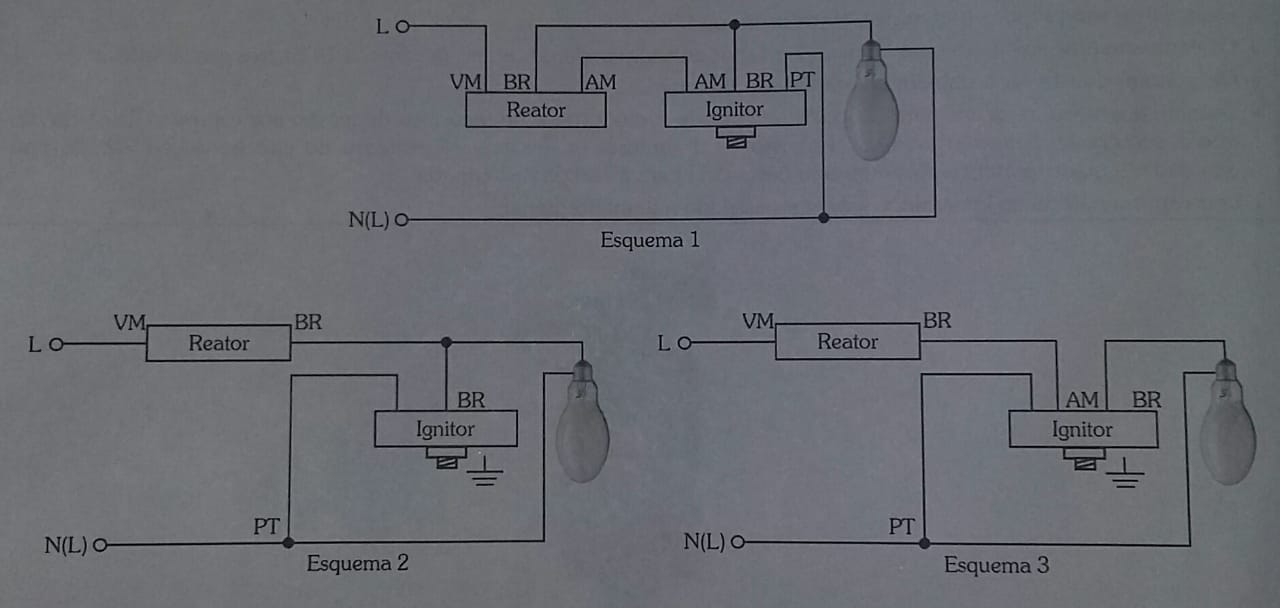 L
VM BR AM AM BR PT
Reator Ignitor
N(L)
Esquema 1
VM BR
L Reator
BR
Ignitor
PT
N(L)
Esquema 2
VM BR
L Reator
AM BR
Ignitor
PT
N(L)
Esquema 3